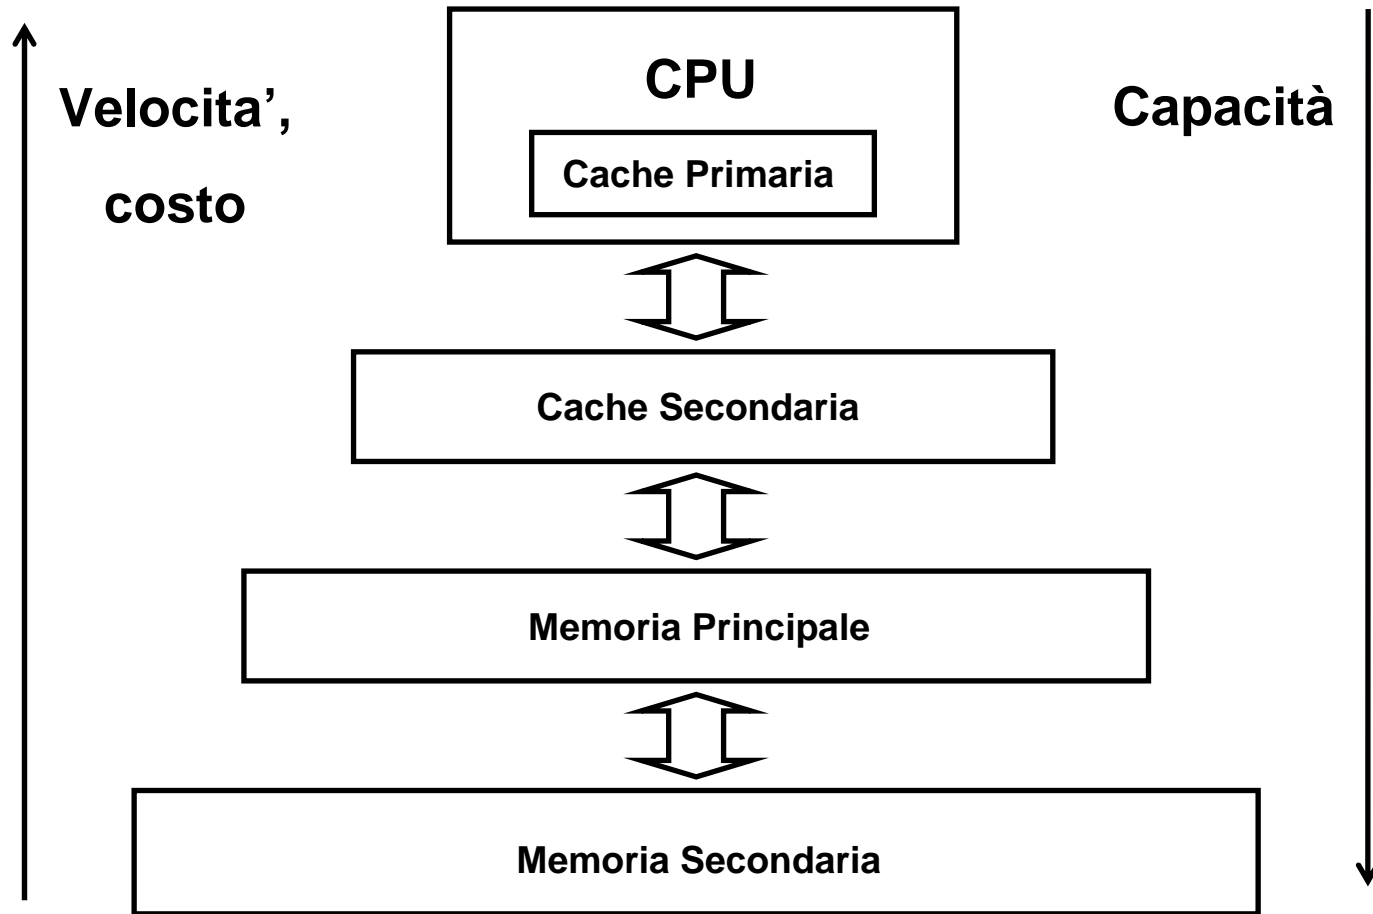 CPU
Velocita’,
costo
Capacità
Cache Primaria
Cache Secondaria
Memoria Principale
Memoria Secondaria